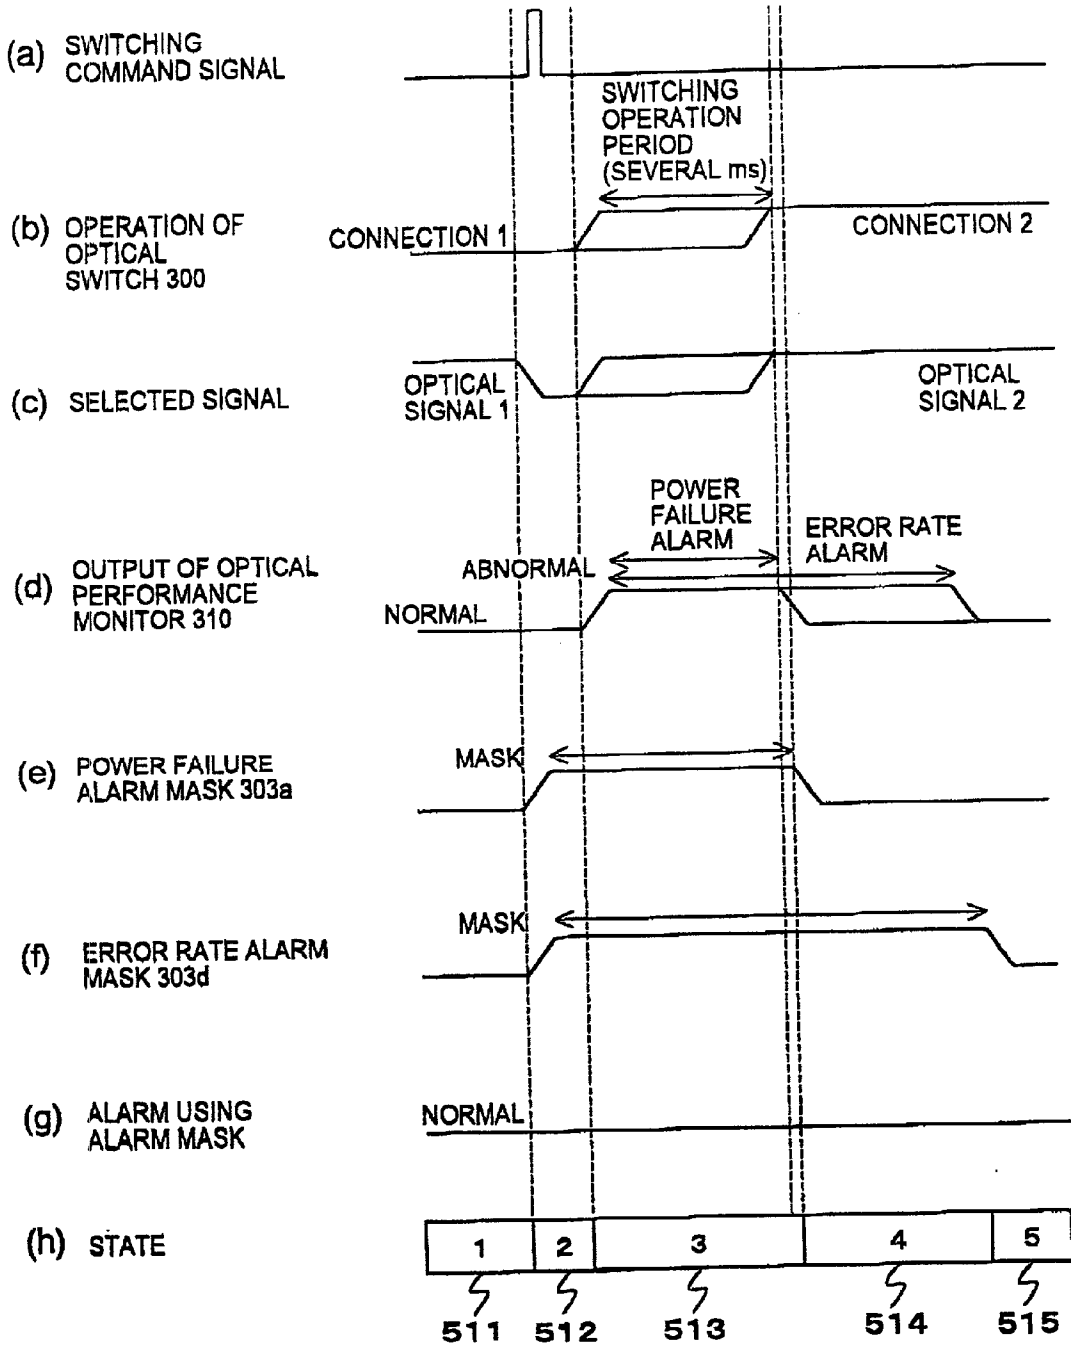 (a) SWITCHING
COMMAND SIGNAL
SWITCHING
OPERATION
PERIOD
(SEVERAL ms)
(b) OPERATION OF
OPTICAL
SWITCH 300
CONNECTION 1
CONNECTION 2
(c) SELECTED SIGNAL
OPTICAL
SIGNAL 1
OPTICAL
SIGNAL 2
(d) OUTPUT OF OPTICAL
PERFORMANCE
MONITOR 310
POWER
FAILURE
ALARM
ERROR RATE
ALARM
ABNORMAL
NORMAL
(e) POWER FAILURE
ALARM MASK 303a
MASK
(f) ERROR RATE ALARM
MASK 303d
MASK
(g) ALARM USING
ALARM MASK
NORMAL
(h) STATE
1 2 3 4 5
511 512 513 514 515